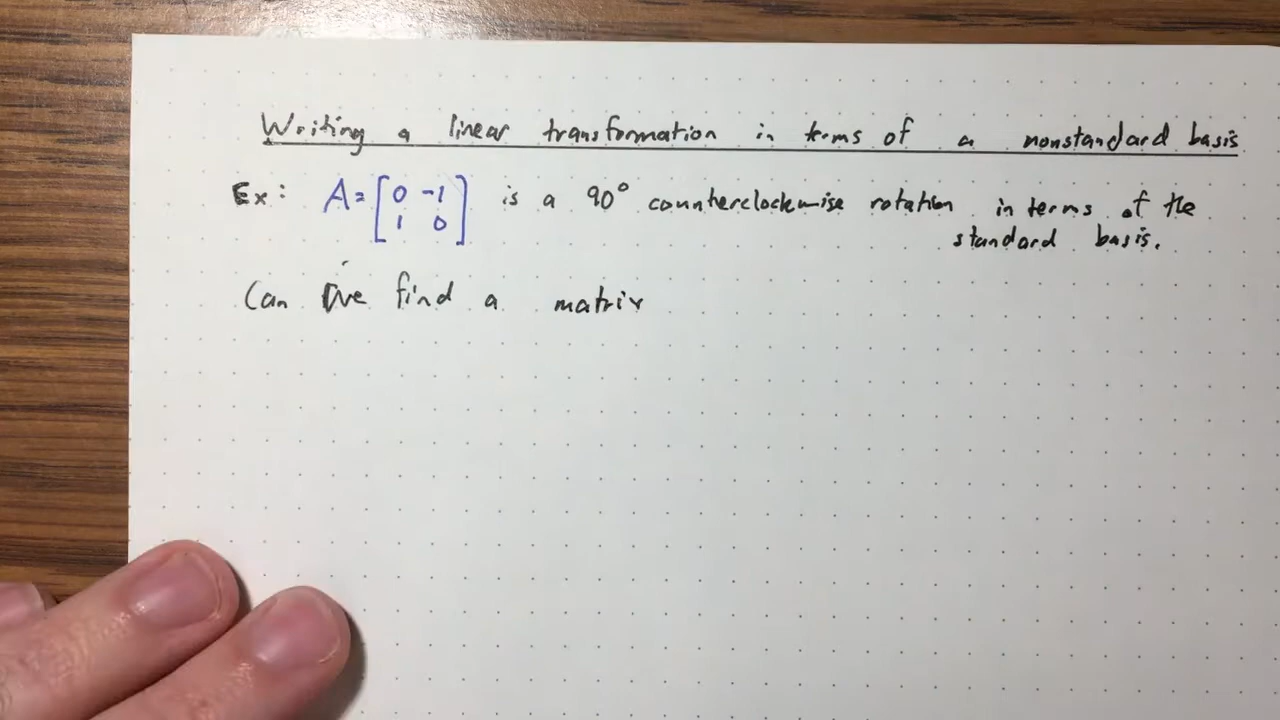 Writing a linear transformation in terms of a nonstandard basis
Ex: A = [0 -1 is a 90° counterclockwise rotation in terms of the
1 0] standard basis.
Can we find a matrix